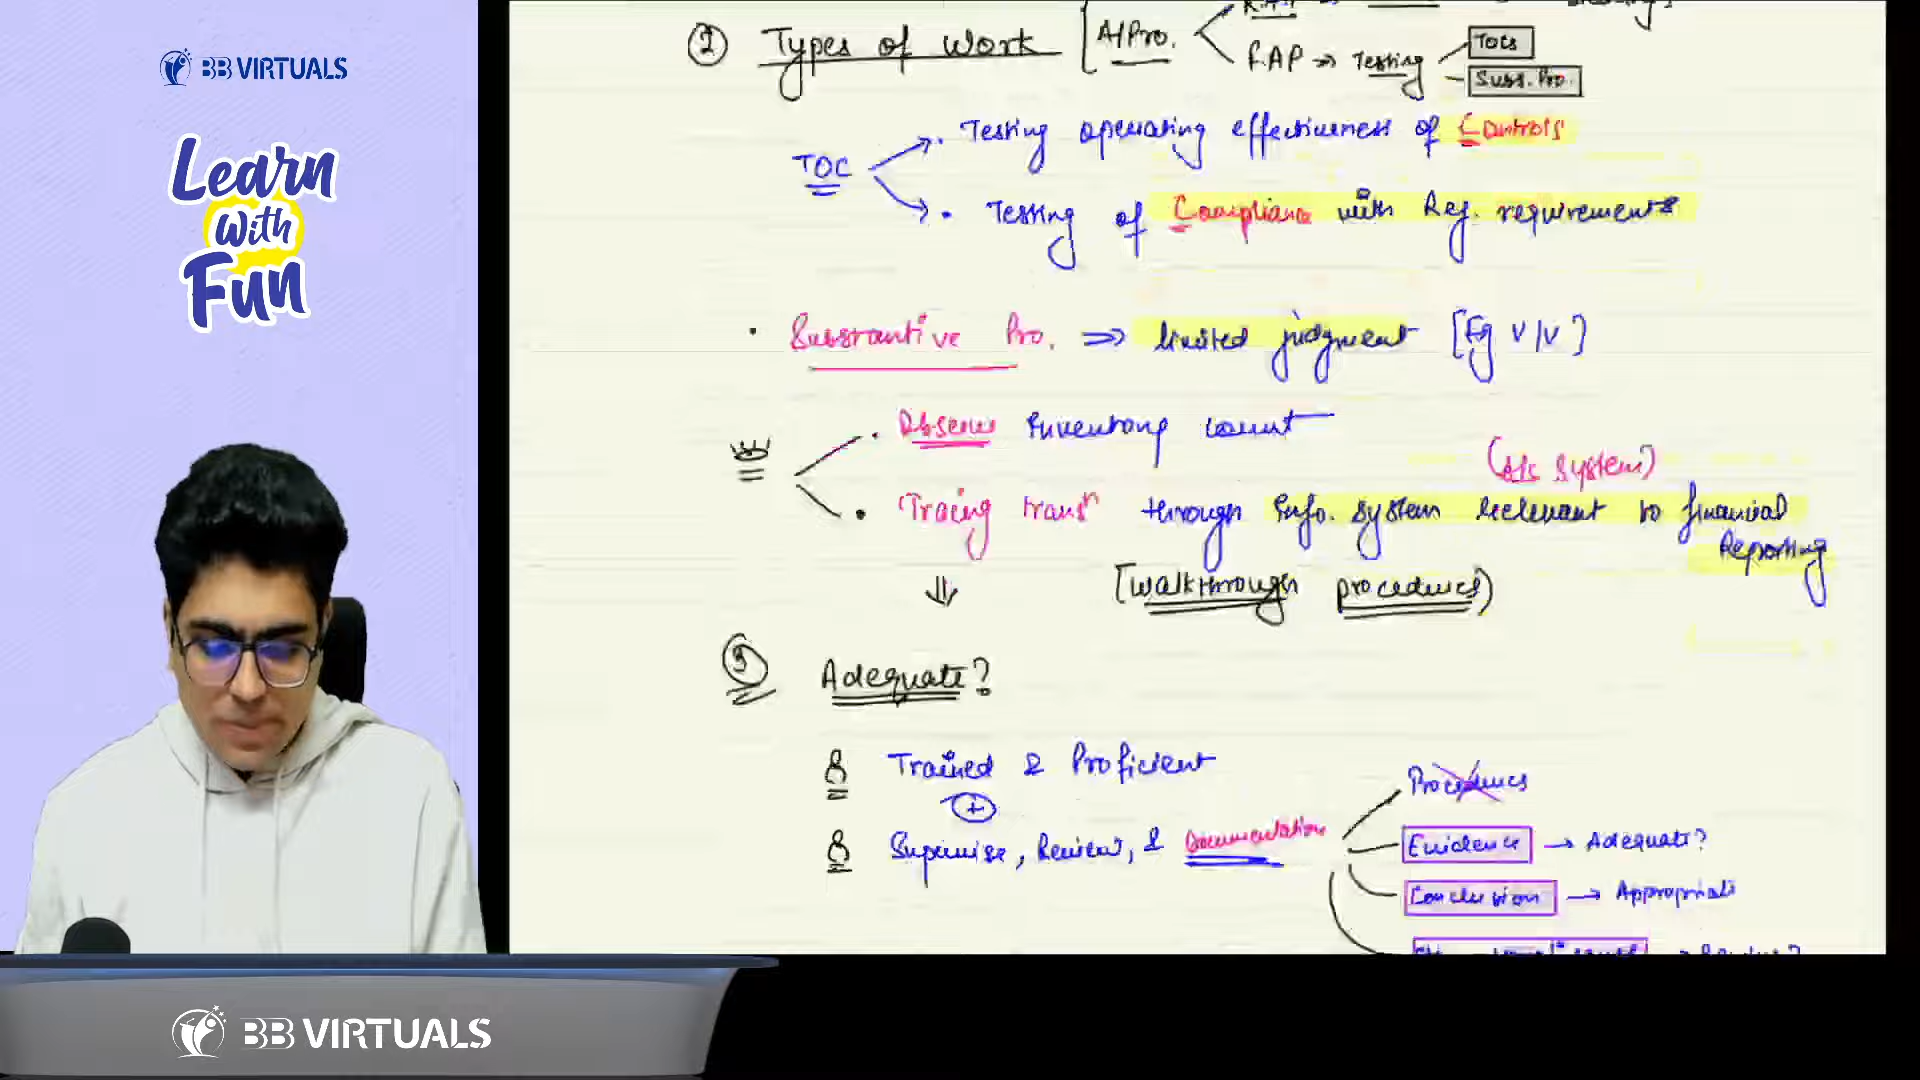 BB VIRTUALS
Learn
With
Fun
② Types of Work [A/Pro.
F.AP ⇒ Testing
TOCs
Subs. Pro.
TOC
• Testing operating effectiveness of Controls
• Testing of Compliance with Reg. requirements
• Substantive Pro. ⇒ limited judgment [Eg V/V]
• Observe Inventory count
(A/c System)
• Tracing transn through Info. system relevant to financial
Reporting
[Walkthrough procedures)
③ Adequate?
Trained & Proficient
+
Supervise, Review, & Documentation
Procedures
Evidence → Adequate?
Conclusion → Appropriate
BB VIRTUALS